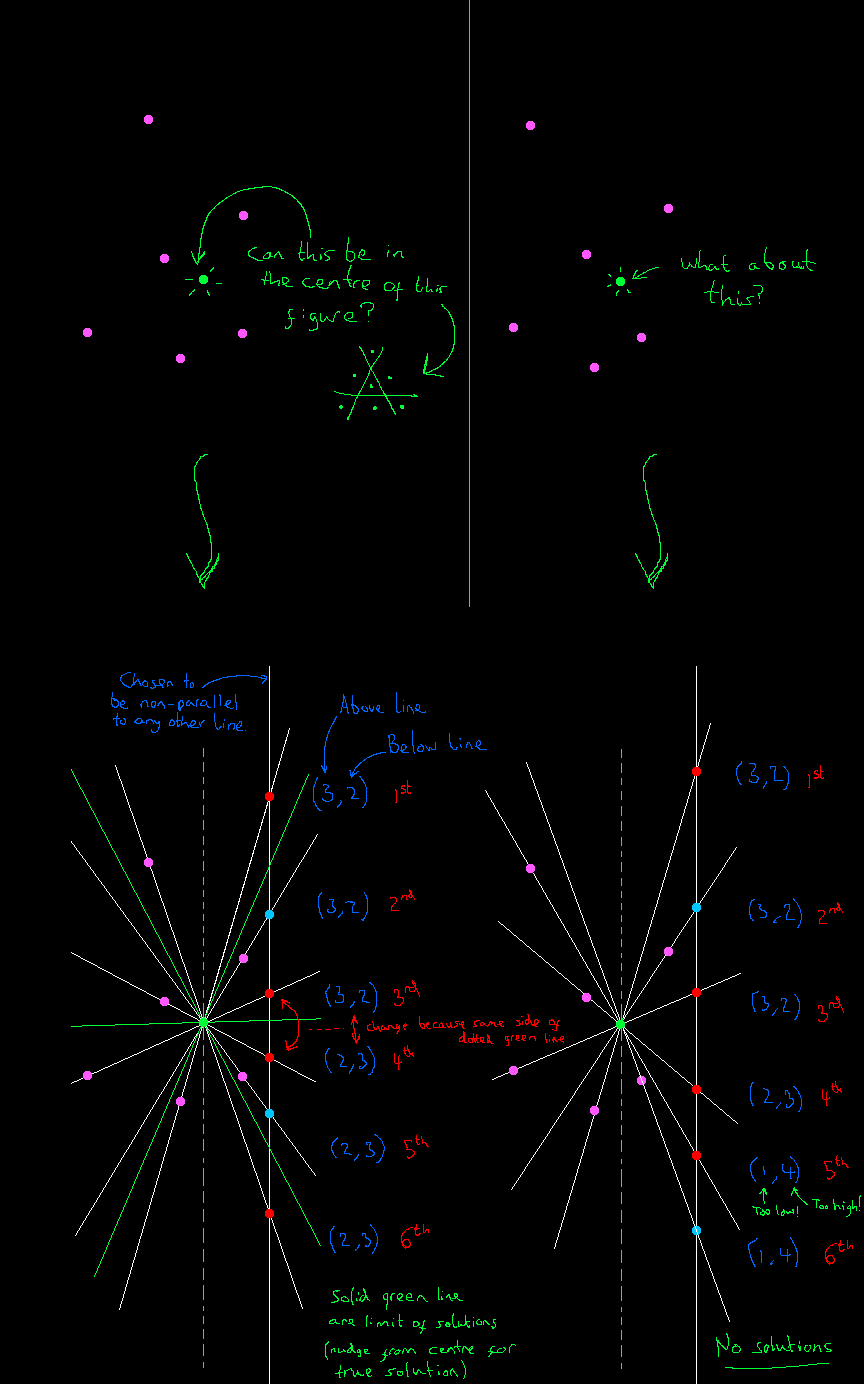 Can this be in
the centre of this
figure?
what about
this?
Chosen to
be non-parallel
to any other line
Above line
Below line
(3,2) 1st
(3,2) 2nd
(3,2) 3rd
change because same side of
dotted green line
(2,3) 4th
(2,3) 5th
(2,3) 6th
Solid green line
are limit of solutions
(nudge from centre for
true solution)
(3,2) 1st
(3,2) 2nd
(3,2) 3rd
(2,3) 4th
(1,4) 5th
Too low! Too high!
(1,4) 6th
No solutions